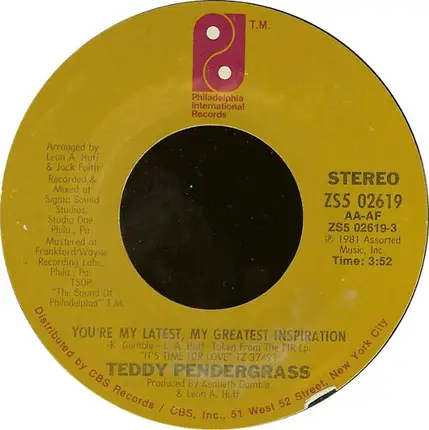 T.M.
Philadelphia
International
Records
Arranged by
Leon A. Huff
& Jack Faith
Recorded &
Mixed at
Sigma Sound
Studios,
Studio One
Phila., Pa.
Mastered at
Frankford/Wayne
Recording Labs,
Phila., Pa.
TSOP
"The Sound Of
Philadelphia" T.M.
STEREO
ZS5 02619
AA-AF
ZS5 02619-3
℗ 1981 Assorted
Music, Inc.
Time: 3:52
YOU'RE MY LATEST, MY GREATEST INSPIRATION
K. Gamble - L. A. Huff Taken From The PIR Lp.
"IT'S TIME FOR LOVE" TZ 37491
TEDDY PENDERGRASS
Produced by Kenneth Gamble
& Leon A. Huff
Distributed by CBS Records / CBS, Inc., 51 West 52 Street, New York City